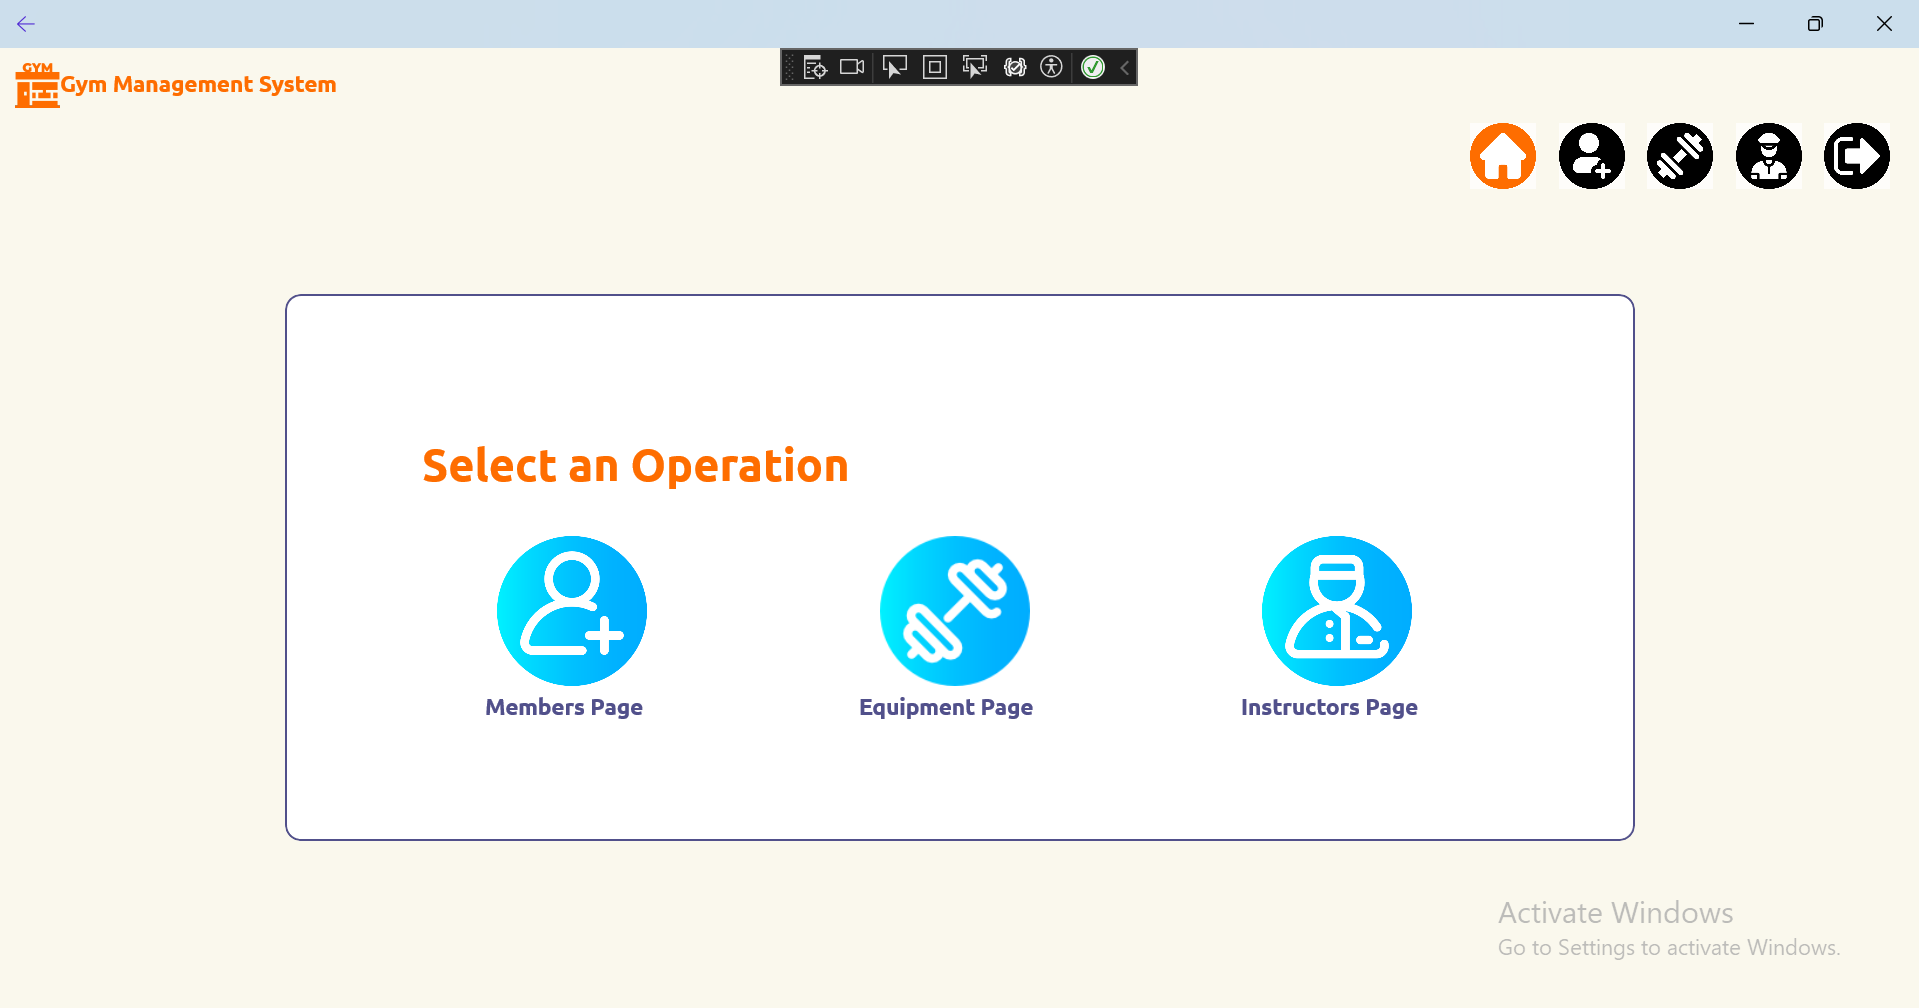 GYM
Gym Management System
Select an Operation
Members Page
Equipment Page
Instructors Page
Activate Windows
Go to Settings to activate Windows.